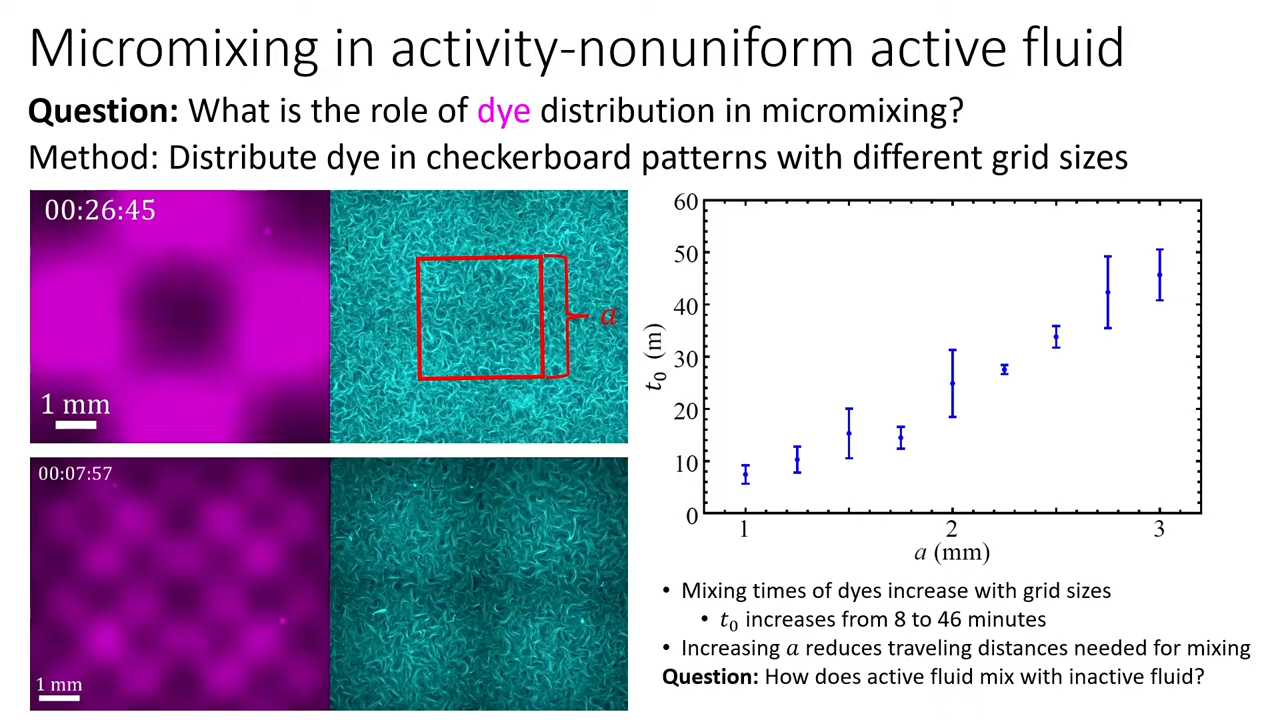 Micromixing in activity-nonuniform active fluid
Question: What is the role of dye distribution in micromixing?
Method: Distribute dye in checkerboard patterns with different grid sizes
00:26:45
a
1 mm
00:07:57
1 mm
60
50
40
30
20
10
0
t₀ (m)
1 2 3
a (mm)
• Mixing times of dyes increase with grid sizes
• t₀ increases from 8 to 46 minutes
• Increasing a reduces traveling distances needed for mixing
Question: How does active fluid mix with inactive fluid?